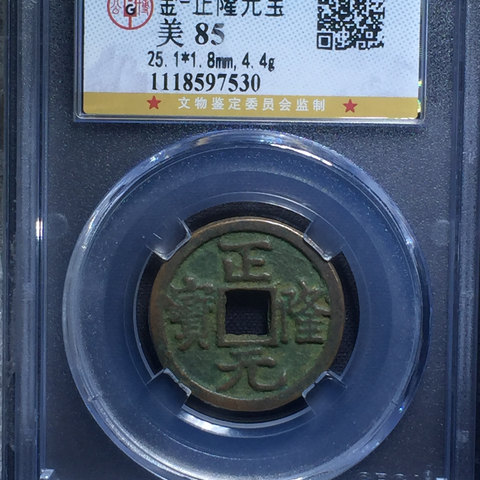 金-正隆元宝
美 85
25.1*1.8mm,4.4g
1118597530
★ 文物鉴定委员会监制 ★
正隆元寶